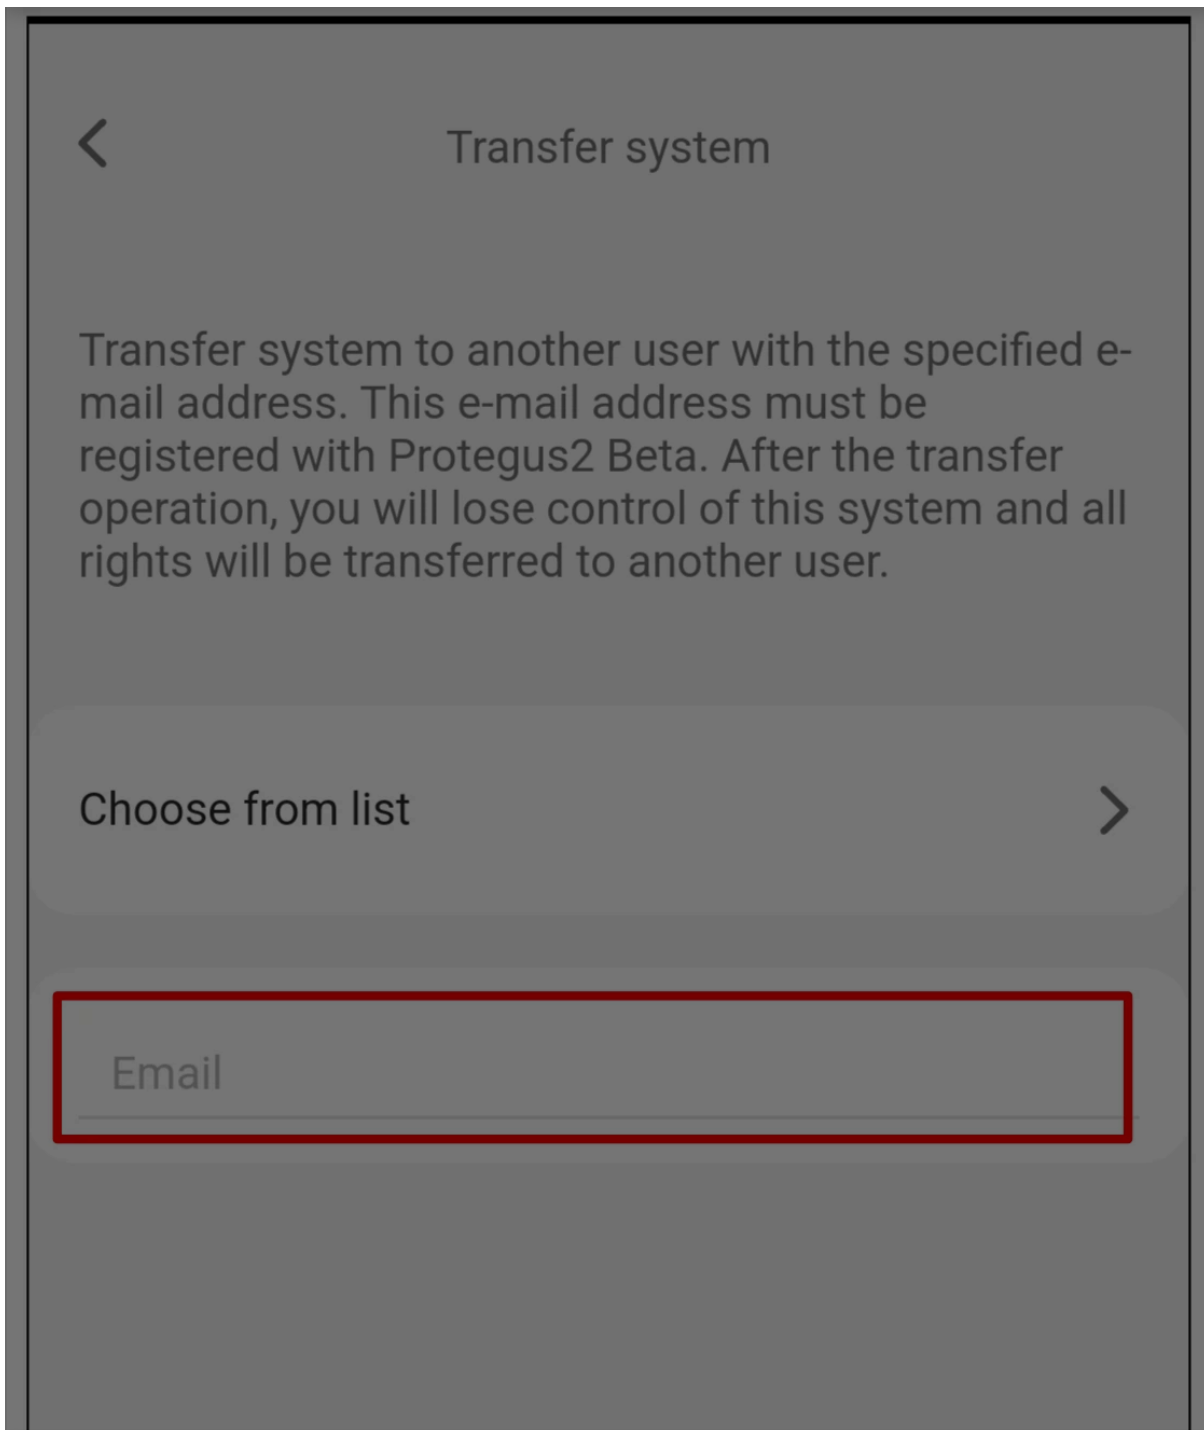 Transfer system
Transfer system to another user with the specified e-
mail address. This e-mail address must be
registered with Protegus2 Beta. After the transfer
operation, you will lose control of this system and all
rights will be transferred to another user.
Choose from list
Email